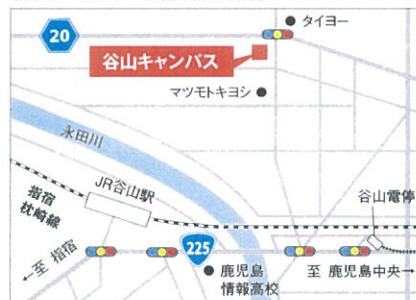 タイヨー
20
谷山キャンパス
マツモトキヨシ
永田川
JR谷山駅
指宿
枕崎線
谷山電停
225
←至 指宿
鹿児島
情報高校
至 鹿児島中央→